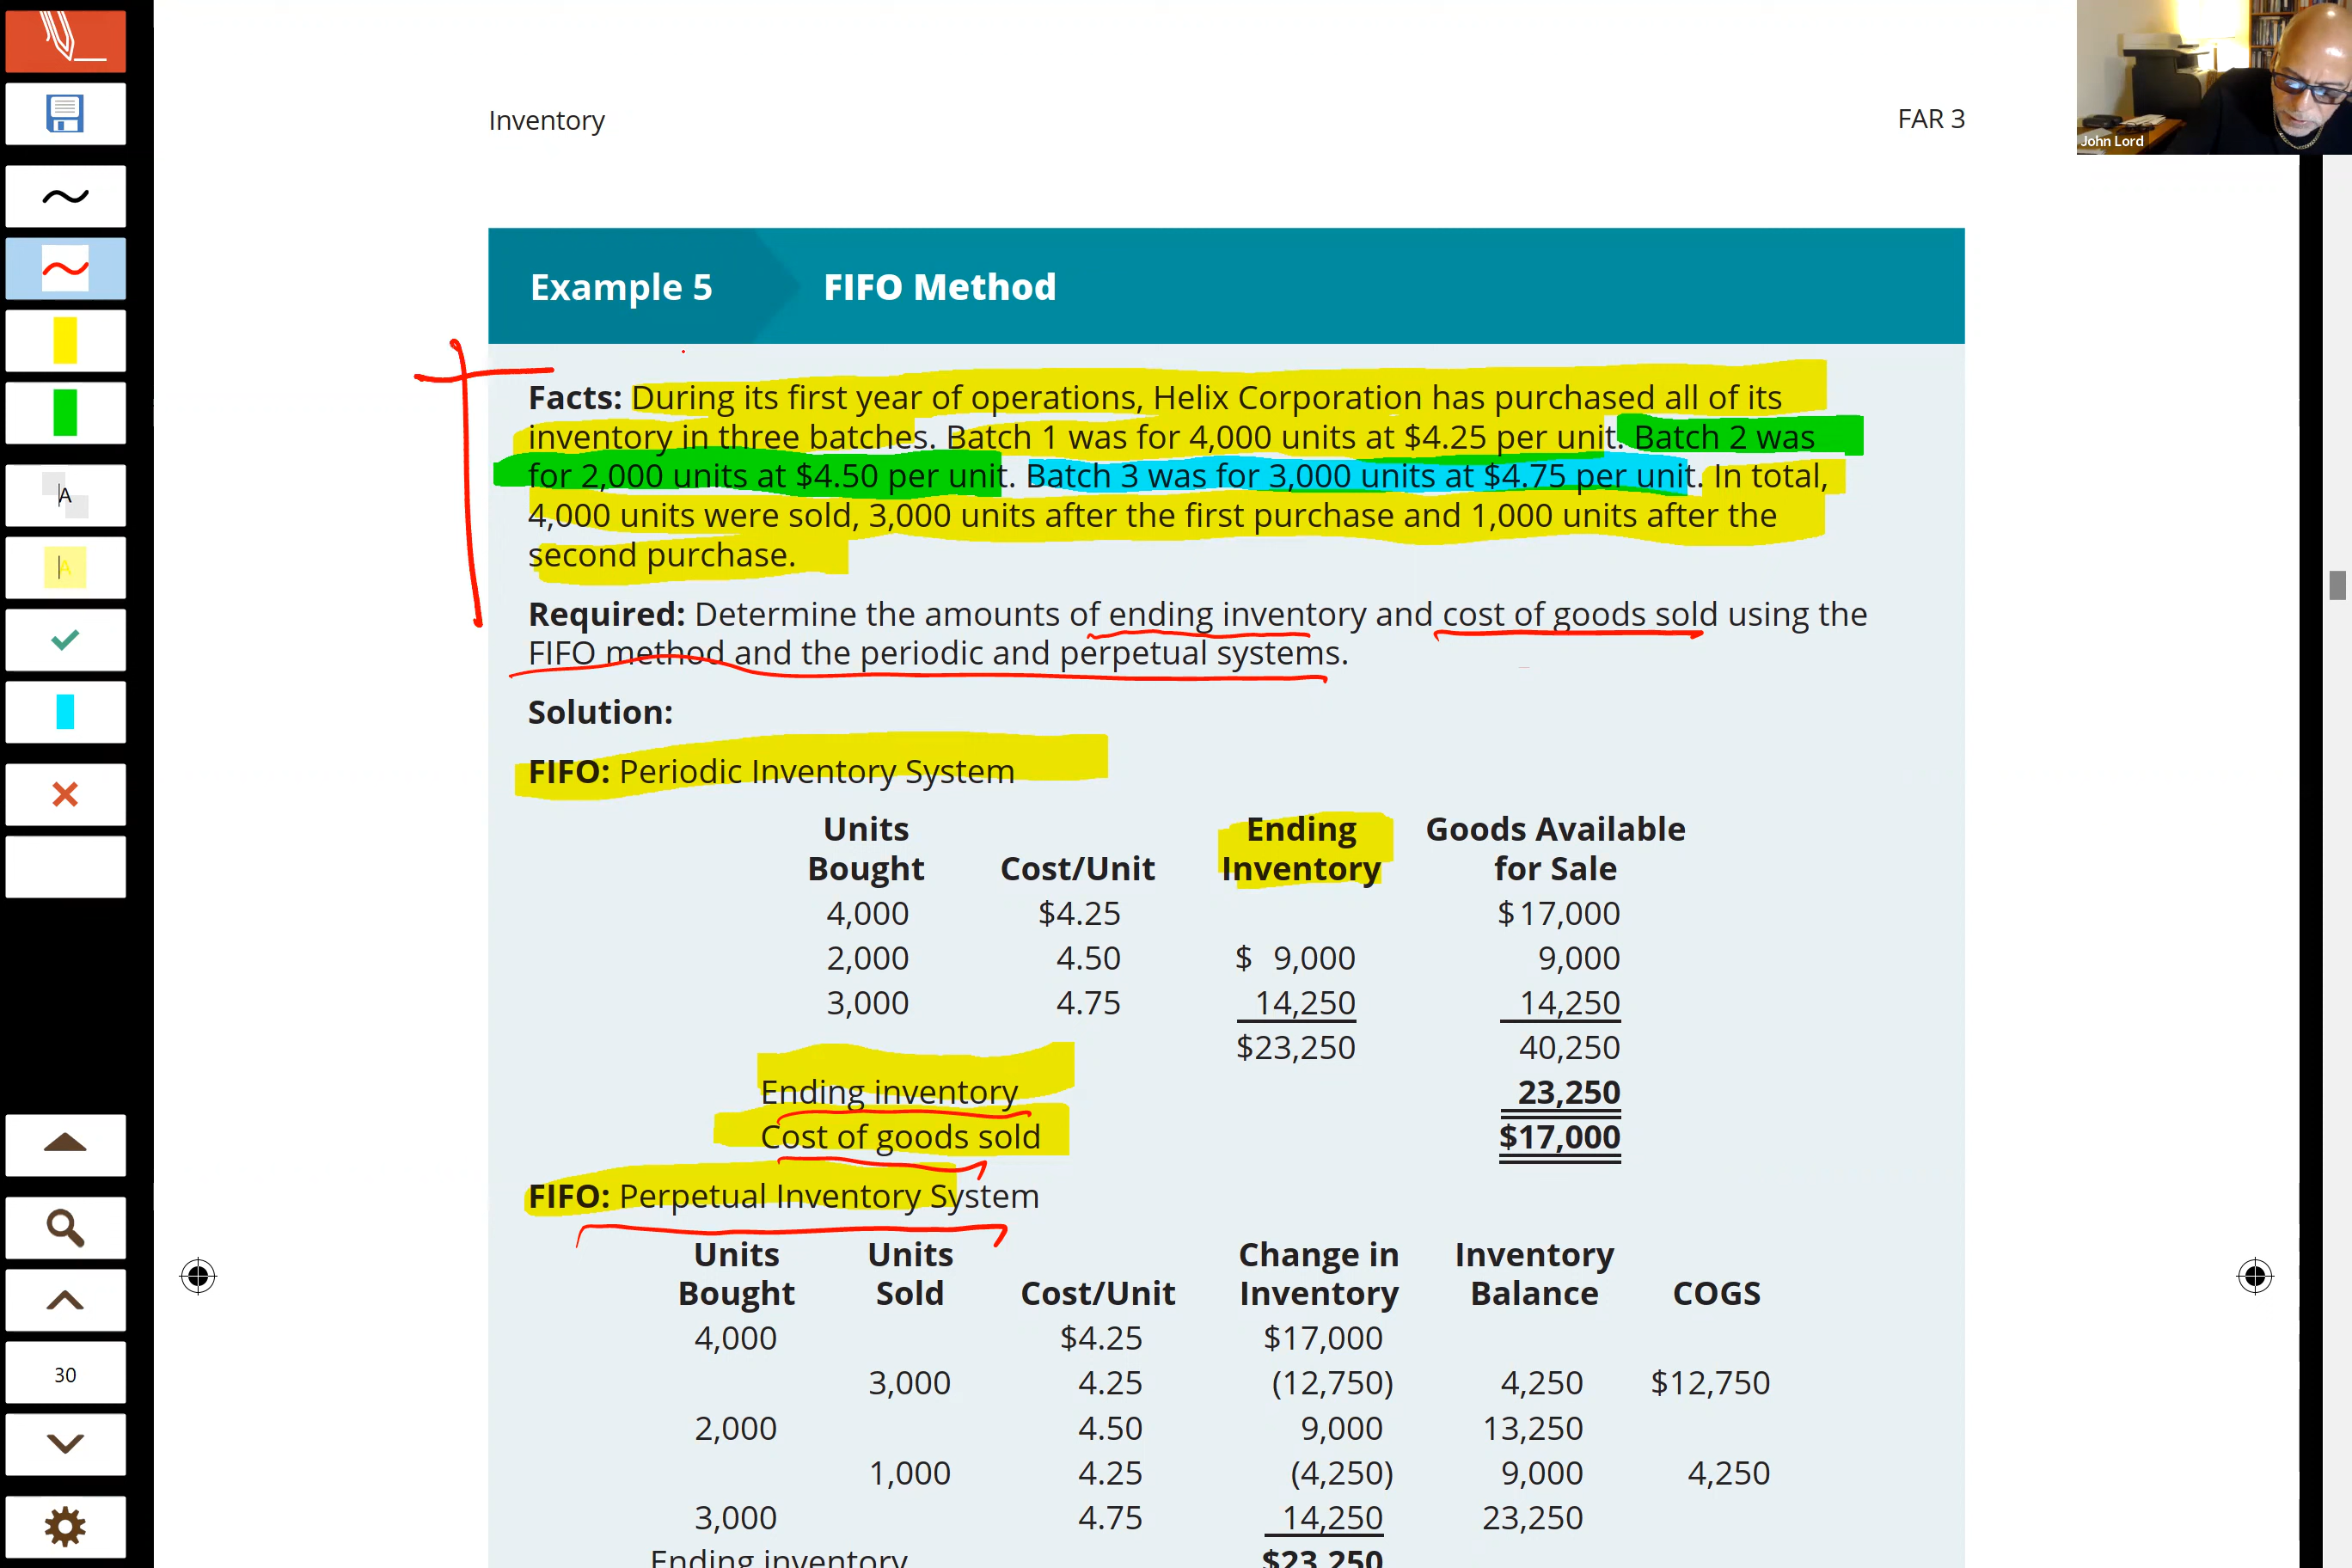 Inventory
FAR 3
John Lord
Example 5 FIFO Method
Facts: During its first year of operations, Helix Corporation has purchased all of its
inventory in three batches. Batch 1 was for 4,000 units at $4.25 per unit. Batch 2 was
for 2,000 units at $4.50 per unit. Batch 3 was for 3,000 units at $4.75 per unit. In total,
4,000 units were sold, 3,000 units after the first purchase and 1,000 units after the
second purchase.
Required: Determine the amounts of ending inventory and cost of goods sold using the
FIFO method and the periodic and perpetual systems.
Solution:
FIFO: Periodic Inventory System
Units Bought Cost/Unit Ending Inventory Goods Available for Sale
4,000 $4.25 $17,000
2,000 4.50 $ 9,000 9,000
3,000 4.75 14,250 14,250
$23,250 40,250
Ending inventory 23,250
Cost of goods sold $17,000
FIFO: Perpetual Inventory System
Units Bought Units Sold Cost/Unit Change in Inventory Inventory Balance COGS
4,000 $4.25 $17,000
3,000 4.25 (12,750) 4,250 $12,750
2,000 4.50 9,000 13,250
1,000 4.25 (4,250) 9,000 4,250
3,000 4.75 14,250 23,250
Ending inventory $23,250
A
A
30